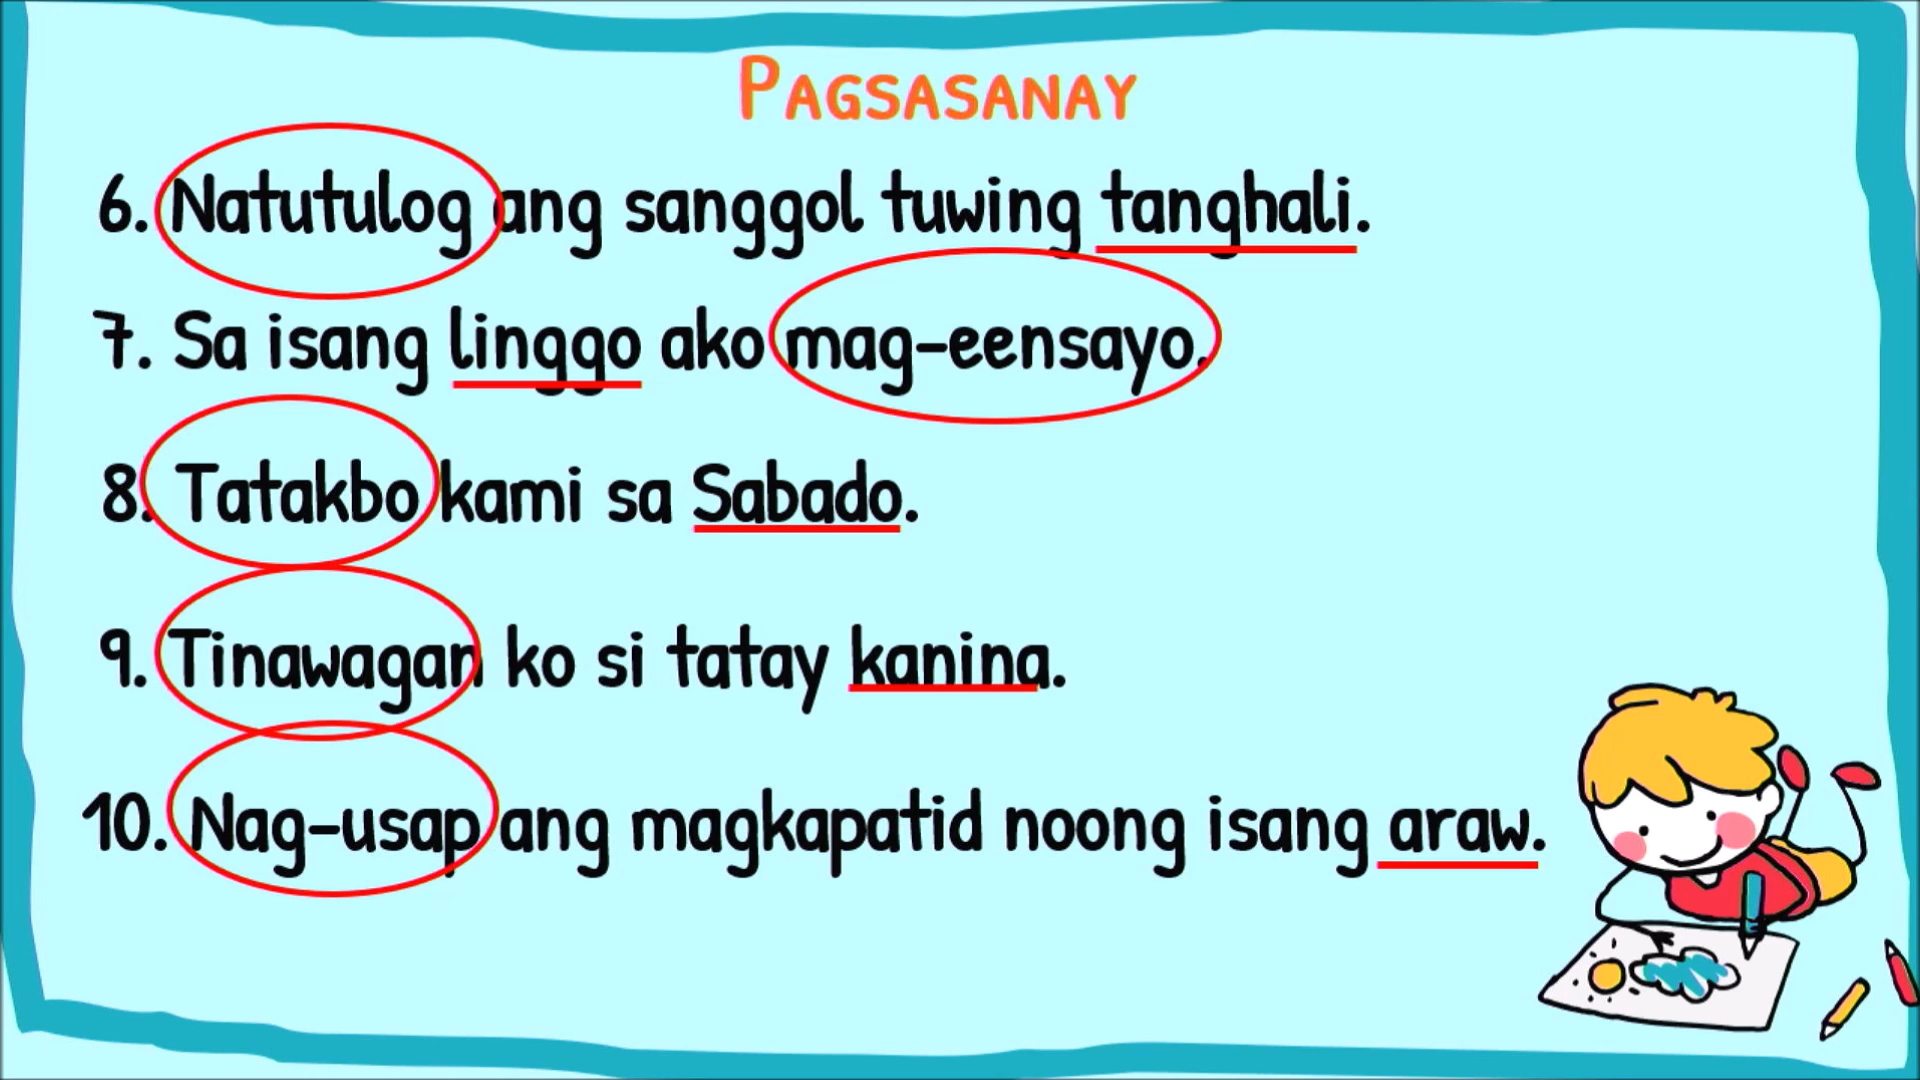 PAGSASANAY
6. Natutulog ang sanggol tuwing tanghali.
7. Sa isang linggo ako mag-eensayo.
8. Tatakbo kami sa Sabado.
9. Tinawagan ko si tatay kanina.
10. Nag-usap ang magkapatid noong isang araw.